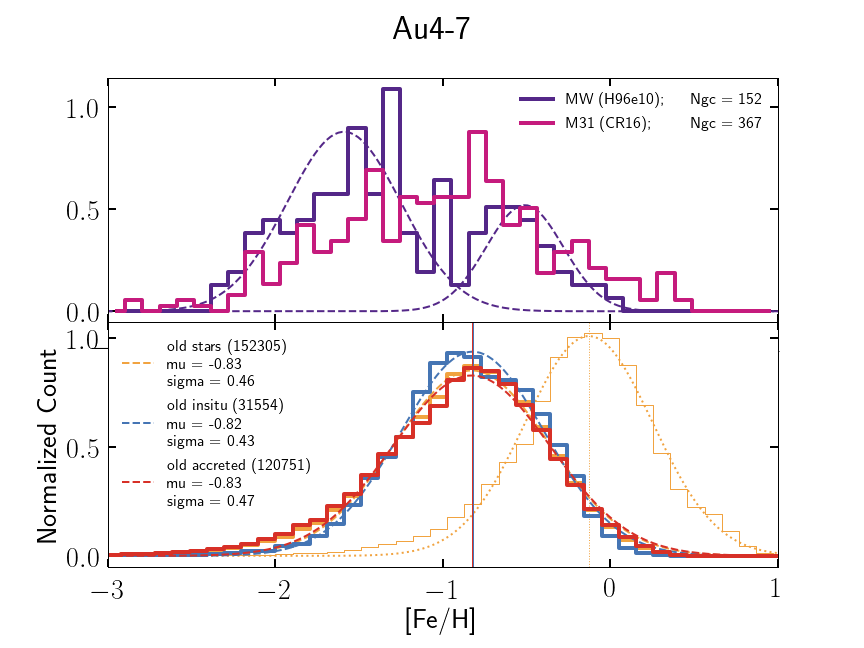 Au4-7
1.0
0.5
0.0
MW (H96e10); Ngc = 152
M31 (CR16); Ngc = 367
1.0
0.5
0.0
old stars (152305)
mu = -0.83
sigma = 0.46
old insitu (31554)
mu = -0.82
sigma = 0.43
old accreted (120751)
mu = -0.83
sigma = 0.47
Normalized Count
−3 −2 −1 0 1
[Fe/H]